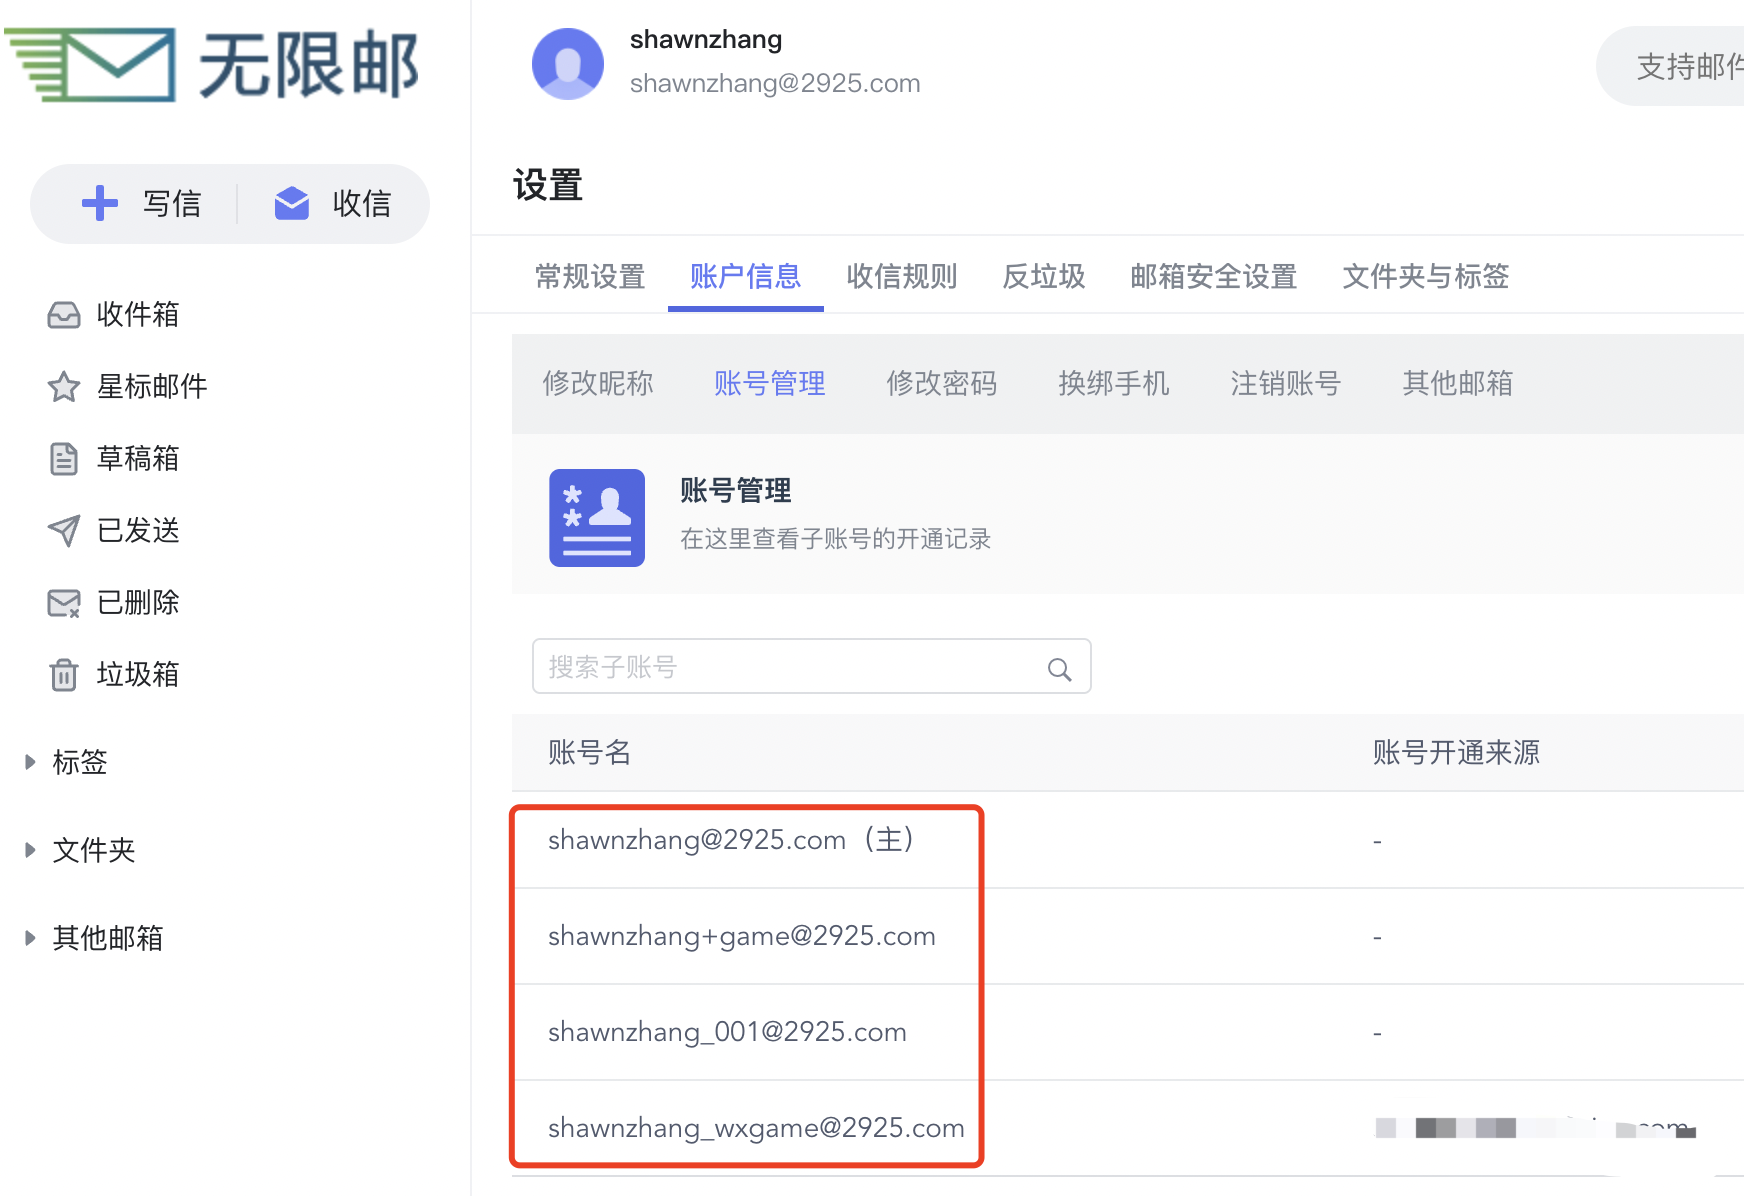 无限邮
写信
收信
收件箱
星标邮件
草稿箱
已发送
已删除
垃圾箱
标签
文件夹
其他邮箱
shawnzhang
shawnzhang@2925.com
支持邮件
设置
常规设置 账户信息 收信规则 反垃圾 邮箱安全设置 文件夹与标签
修改昵称 账号管理 修改密码 换绑手机 注销账号 其他邮箱
账号管理
在这里查看子账号的开通记录
搜索子账号
账号名 账号开通来源
shawnzhang@2925.com（主） -
shawnzhang+game@2925.com -
shawnzhang_001@2925.com -
shawnzhang_wxgame@2925.com